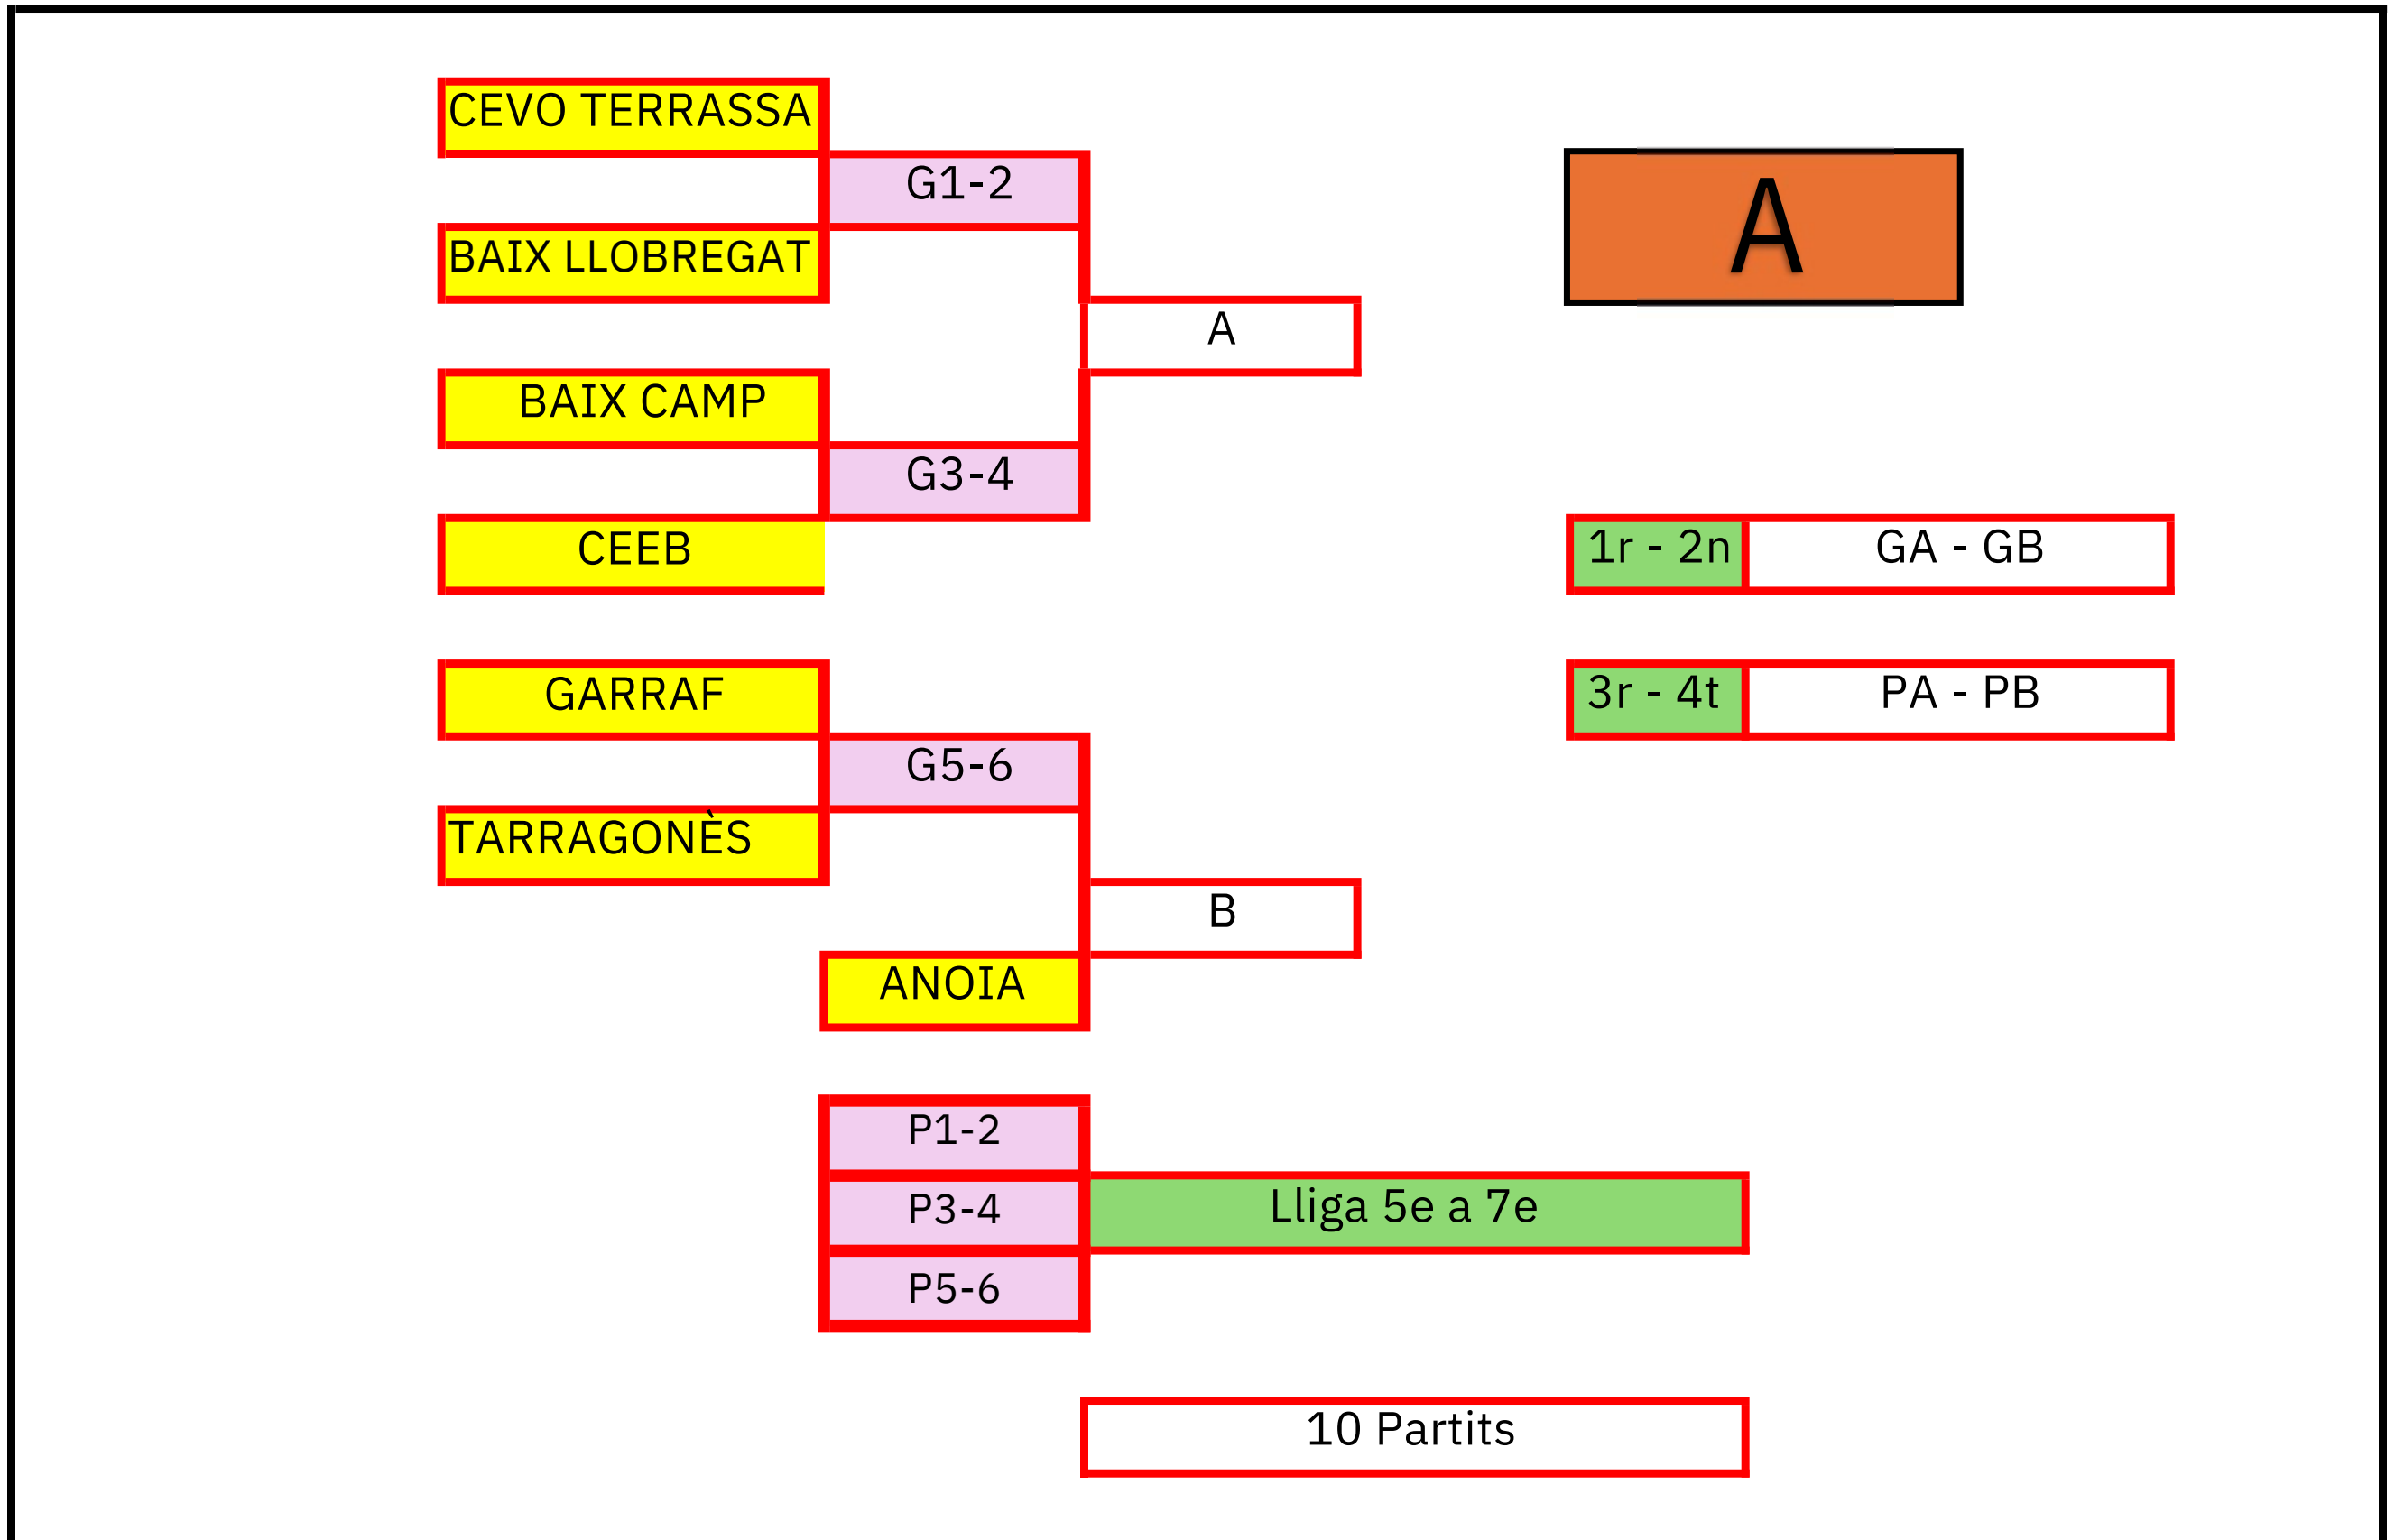 CEVO TERRASSA
G1-2
A
BAIX LLOBREGAT
A
BAIX CAMP
G3-4
CEEB
1r - 2n
GA - GB
GARRAF
3r - 4t
PA - PB
G5-6
TARRAGONÈS
B
ANOIA
P1-2
P3-4
Lliga 5e a 7e
P5-6
10 Partits